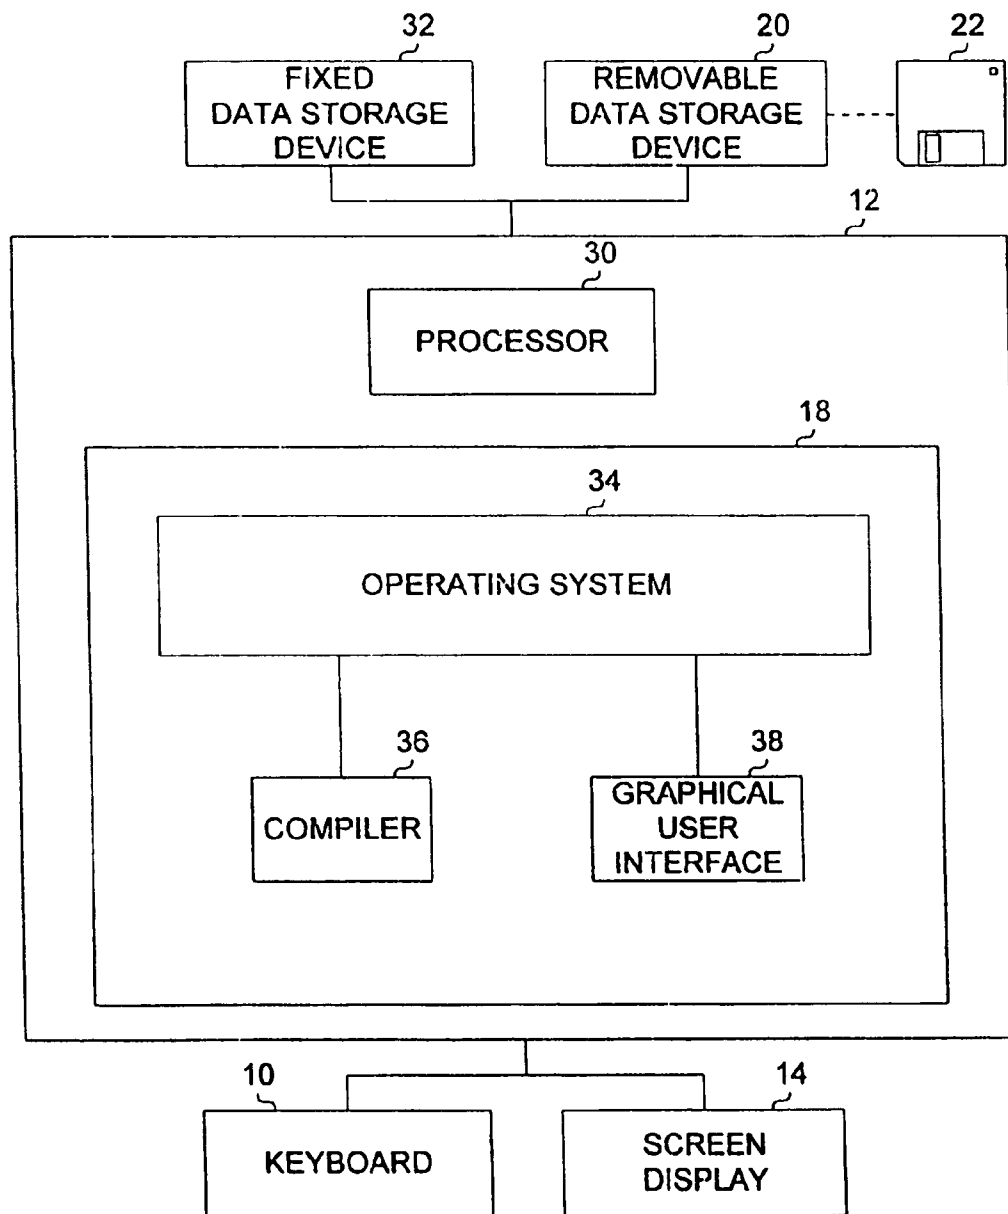 32
20
22
FIXED
DATA STORAGE
DEVICE
REMOVABLE
DATA STORAGE
DEVICE
12
30
PROCESSOR
18
34
OPERATING SYSTEM
36
38
COMPILER
GRAPHICAL
USER
INTERFACE
10
14
KEYBOARD
SCREEN
DISPLAY